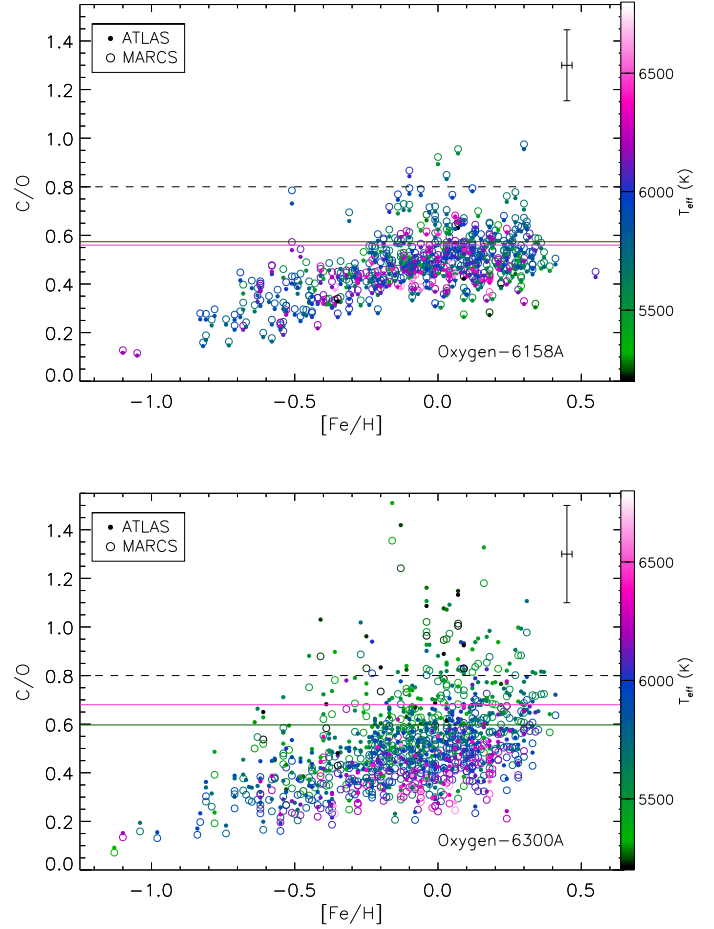 ATLAS
MARCS
1.4
1.2
1.0
0.8
0.6
0.4
0.2
0.0
C/O
Oxygen-6158A
-1.0
-0.5
0.0
0.5
[Fe/H]
6500
6000
5500
Teff (K)
ATLAS
MARCS
1.4
1.2
1.0
0.8
0.6
0.4
0.2
0.0
C/O
Oxygen-6300A
-1.0
-0.5
0.0
0.5
[Fe/H]
6500
6000
5500
Teff (K)